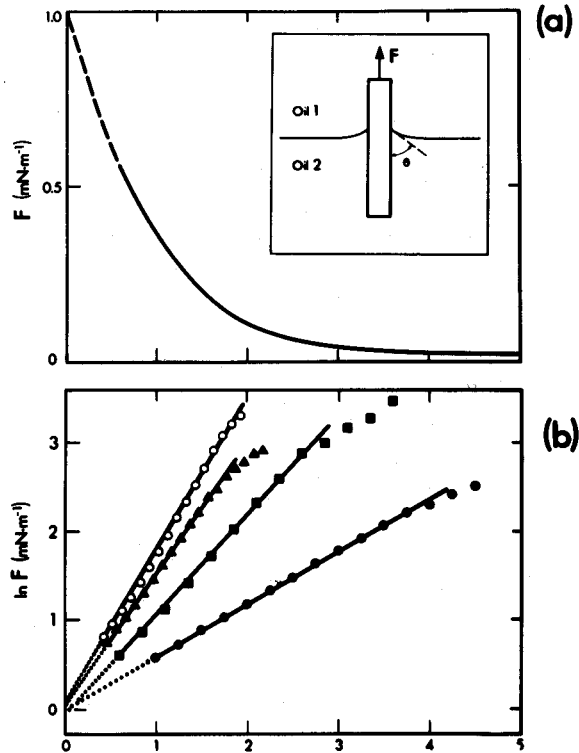 (a)
1.0
F
Oil 1
Oil 2
θ
0.5
F (mN·m⁻¹)
0
(b)
3
2
1
0
ln F (mN·m⁻¹)
0 1 2 3 4 5